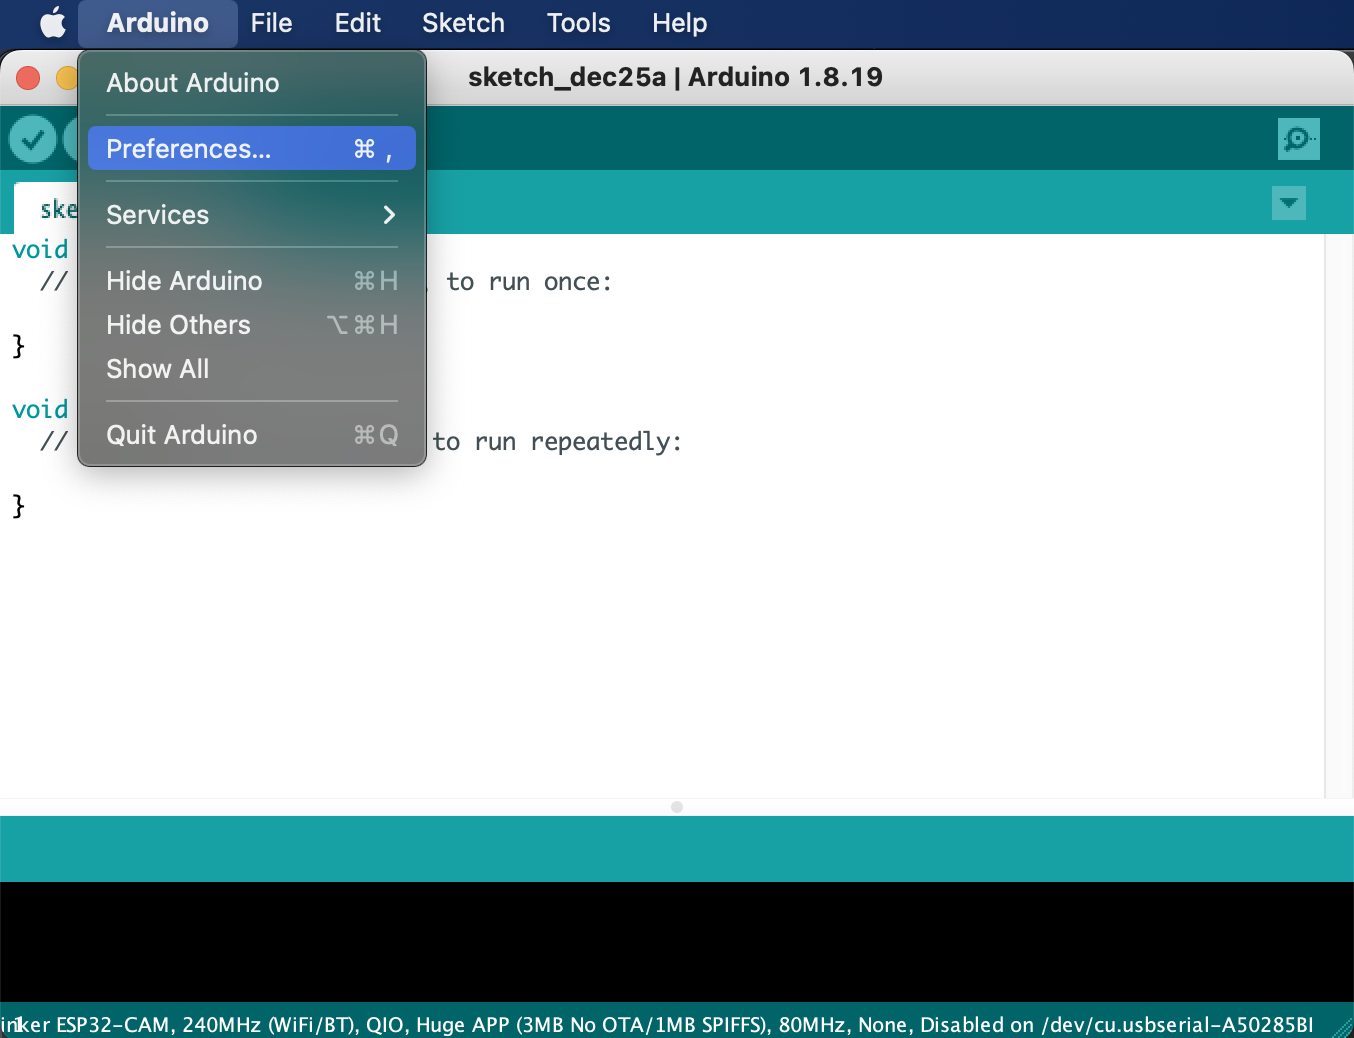 Arduino File Edit Sketch Tools Help
sketch_dec25a | Arduino 1.8.19
About Arduino
Preferences... ⌘ ,
Services
Hide Arduino ⌘H
Hide Others ⌥⌘H
Show All
Quit Arduino ⌘Q
ske
void
// to run once:
}
void
// to run repeatedly:
}
inker ESP32-CAM, 240MHz (WiFi/BT), QIO, Huge APP (3MB No OTA/1MB SPIFFS), 80MHz, None, Disabled on /dev/cu.usbserial-A50285BI